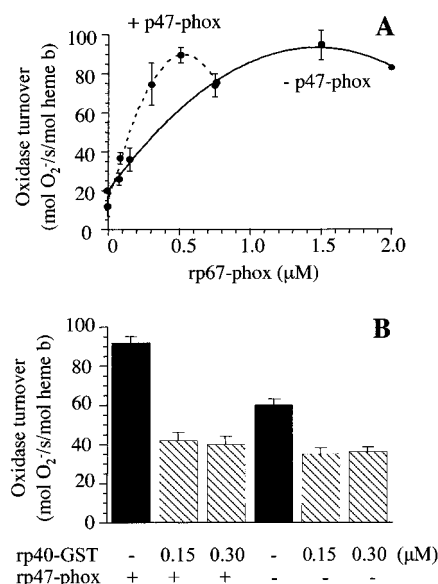 A
+ p47-phox
- p47-phox
Oxidase turnover
(mol O₂⁻/s/mol heme b)
100
80
60
40
20
0
0 0.5 1.0 1.5 2.0
rp67-phox (μM)
B
Oxidase turnover
(mol O₂⁻/s/mol heme b)
100
80
60
40
20
0
rp40-GST - 0.15 0.30 - 0.15 0.30 (μM)
rp47-phox + + + - - -